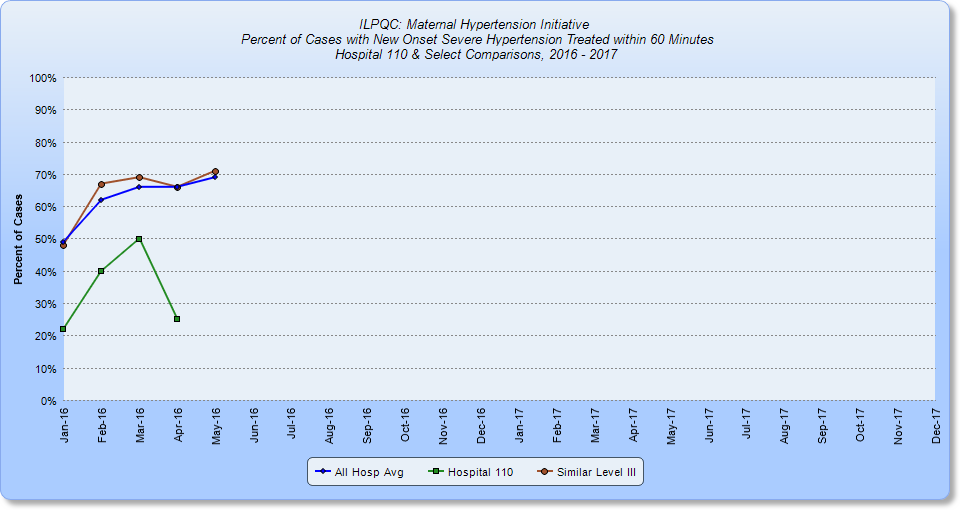 ILPQC: Maternal Hypertension Initiative
Percent of Cases with New Onset Severe Hypertension Treated within 60 Minutes
Hospital 110 & Select Comparisons, 2016 - 2017
Percent of Cases
100%
90%
80%
70%
60%
50%
40%
30%
20%
10%
0%
Jan-16
Feb-16
Mar-16
Apr-16
May-16
Jun-16
Jul-16
Aug-16
Sep-16
Oct-16
Nov-16
Dec-16
Jan-17
Feb-17
Mar-17
Apr-17
May-17
Jun-17
Jul-17
Aug-17
Sep-17
Oct-17
Nov-17
Dec-17
All Hosp Avg
Hospital 110
Similar Level III